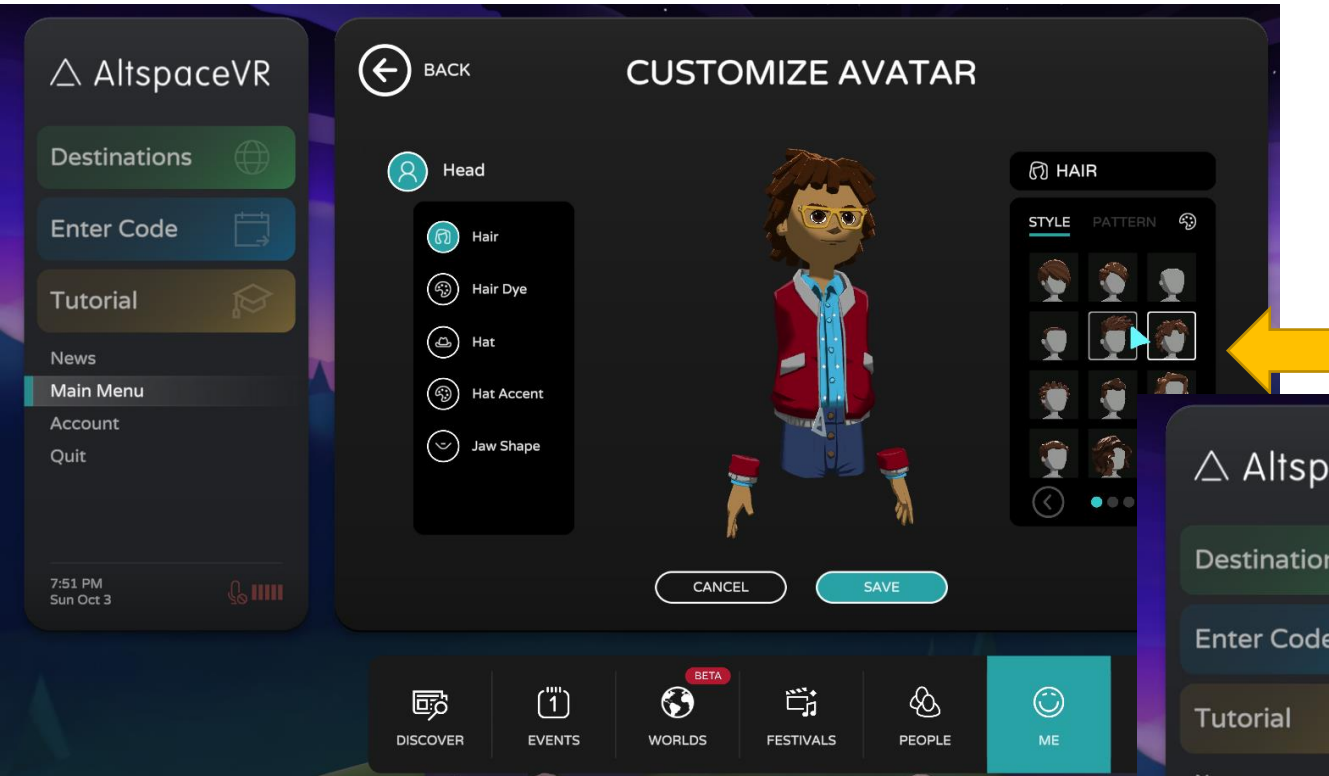 AltspaceVR
Destinations
Enter Code
Tutorial
News
Main Menu
Account
Quit
7:51 PM
Sun Oct 3
BACK
CUSTOMIZE AVATAR
Head
Hair
Hair Dye
Hat
Hat Accent
Jaw Shape
HAIR
STYLE PATTERN
CANCEL SAVE
DISCOVER
1
EVENTS
BETA
WORLDS
FESTIVALS
PEOPLE
ME
Altsp
Destination
Enter Code
Tutorial